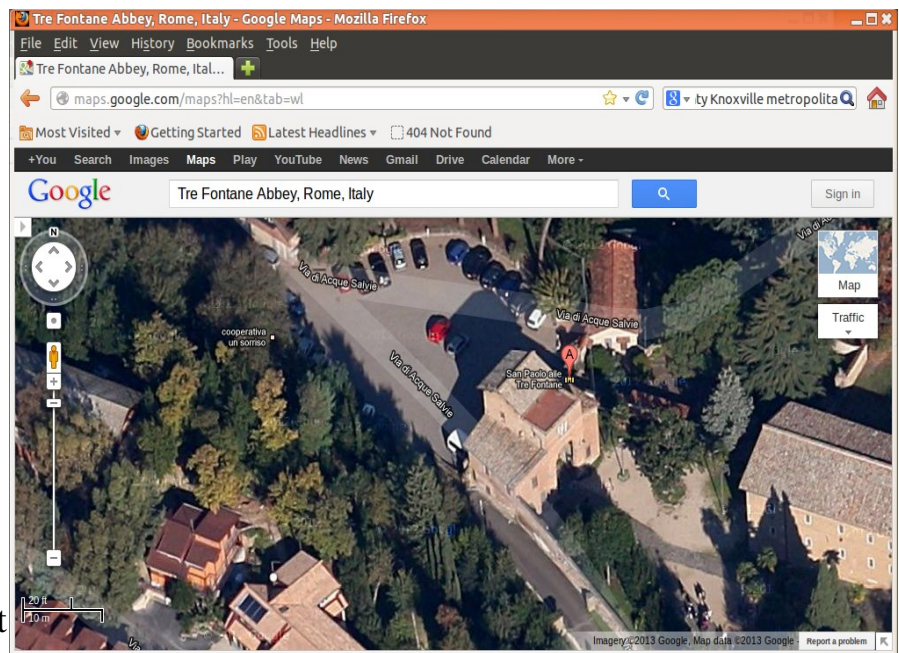 Tre Fontane Abbey, Rome, Italy - Google Maps - Mozilla Firefox
File Edit View History Bookmarks Tools Help
Tre Fontane Abbey, Rome, Ital...
maps.google.com/maps?hl=en&tab=wl
ty Knoxville metropolita
Most Visited Getting Started Latest Headlines 404 Not Found
+You Search Images Maps Play YouTube News Gmail Drive Calendar More
Google
Tre Fontane Abbey, Rome, Italy
Sign in
N
Via di A
Map
Traffic
Via di Acque Salvie
Via di Acque Salvie
cooperativa
un sorriso
A
Via di Acque Salvie
San Paolo alle
Tre Fontane
20 ft
10 m
t
Via
Imagery ©2013 Google, Map data ©2013 Google -
Report a problem